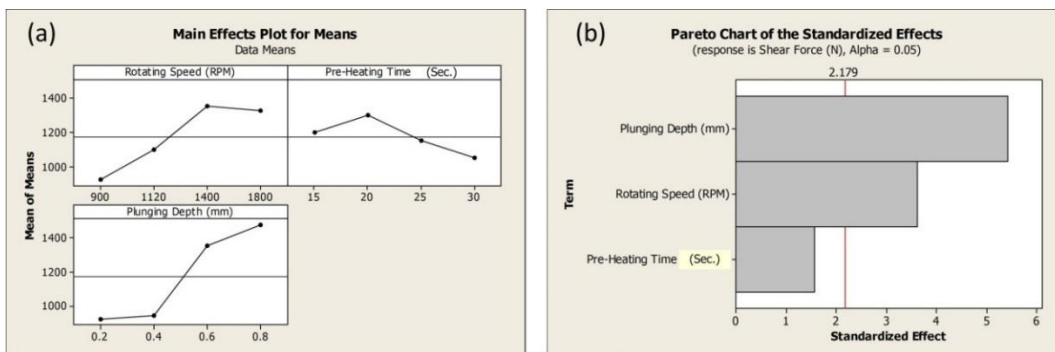 (a)
Main Effects Plot for Means
Data Means
Rotating Speed (RPM)
Pre-Heating Time (Sec.)
1400
1200
1000
900 1120 1400 1800
15 20 25 30
Plunging Depth (mm)
1400
1200
1000
0.2 0.4 0.6 0.8
Mean of Means
(b)
Pareto Chart of the Standardized Effects
(response is Shear Force (N), Alpha = 0.05)
2.179
Plunging Depth (mm)
Rotating Speed (RPM)
Pre-Heating Time (Sec.)
Term
0 1 2 3 4 5 6
Standardized Effect